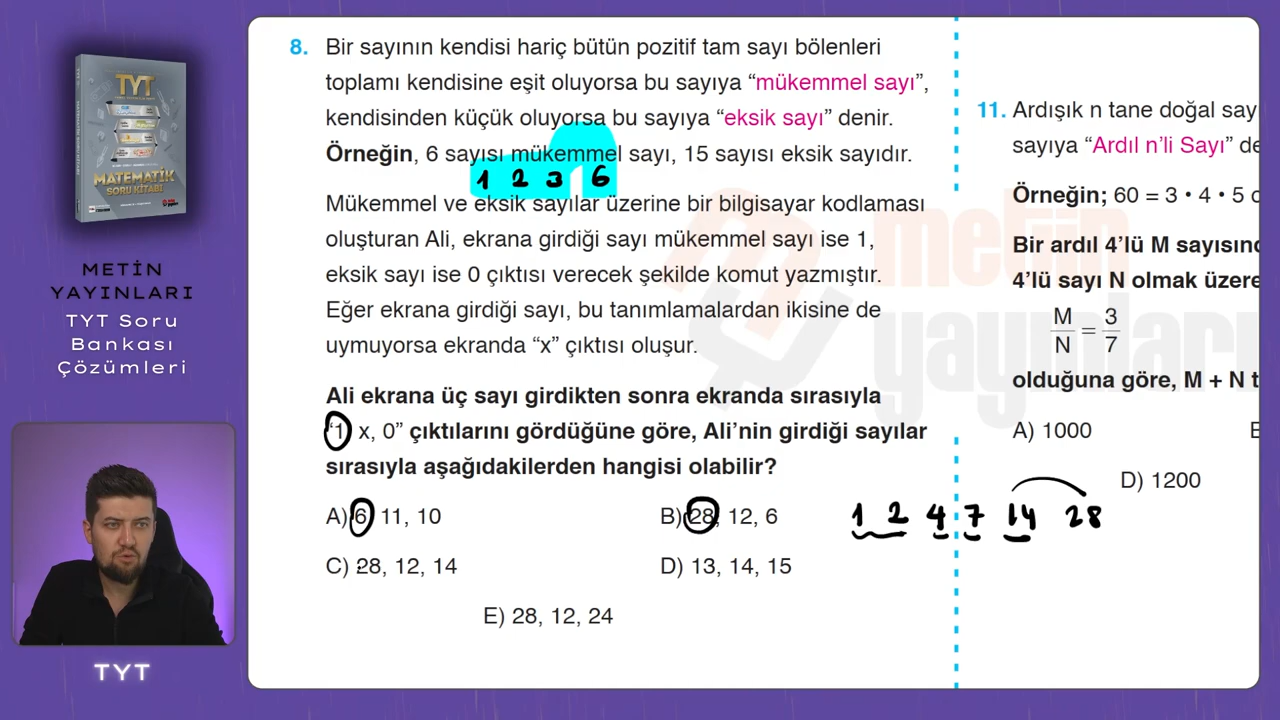 TYT
MATEMATİK
SORU KİTABI
METİN
YAYINLARI
TYT Soru
Bankası
Çözümleri
TYT
8. Bir sayının kendisi hariç bütün pozitif tam sayı bölenleri
toplamı kendisine eşit oluyorsa bu sayıya “mükemmel sayı”,
kendisinden küçük oluyorsa bu sayıya “eksik sayı” denir.
Örneğin, 6 sayısı mükemmel sayı, 15 sayısı eksik sayıdır.
1 2 3 6
Mükemmel ve eksik sayılar üzerine bir bilgisayar kodlaması
oluşturan Ali, ekrana girdiği sayı mükemmel sayı ise 1,
eksik sayı ise 0 çıktısı verecek şekilde komut yazmıştır.
Eğer ekrana girdiği sayı, bu tanımlamalardan ikisine de
uymuyorsa ekranda “x” çıktısı oluşur.
Ali ekrana üç sayı girdikten sonra ekranda sırasıyla
“1 x, 0” çıktılarını gördüğüne göre, Ali’nin girdiği sayılar
sırasıyla aşağıdakilerden hangisi olabilir?
A) 6, 11, 10
B) 28, 12, 6
1 2 4 7 14 28
C) 28, 12, 14
D) 13, 14, 15
E) 28, 12, 24
metin
yayınları
11. Ardışık n tane doğal say
sayıya “Ardıl n’li Sayı” de
Örneğin; 60 = 3 • 4 • 5 o
Bir ardıl 4’lü M sayısınd
4’lü sayı N olmak üzere
M/N = 3/7
olduğuna göre, M + N t
A) 1000
D) 1200